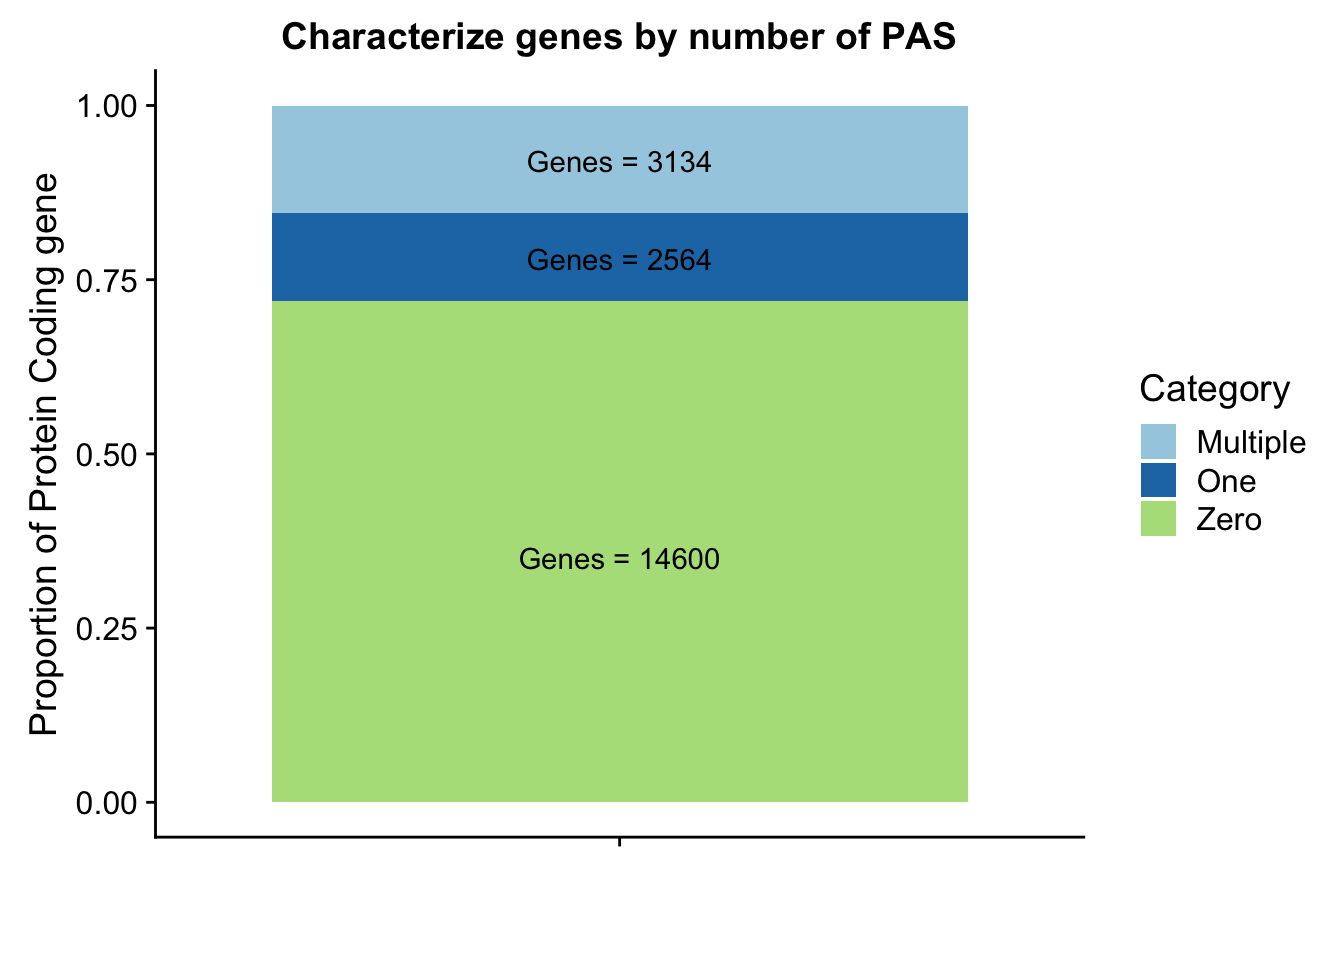 Characterize genes by number of PAS
Proportion of Protein Coding gene
1.00
0.75
0.50
0.25
0.00
Genes = 3134
Genes = 2564
Genes = 14600
Category
Multiple
One
Zero